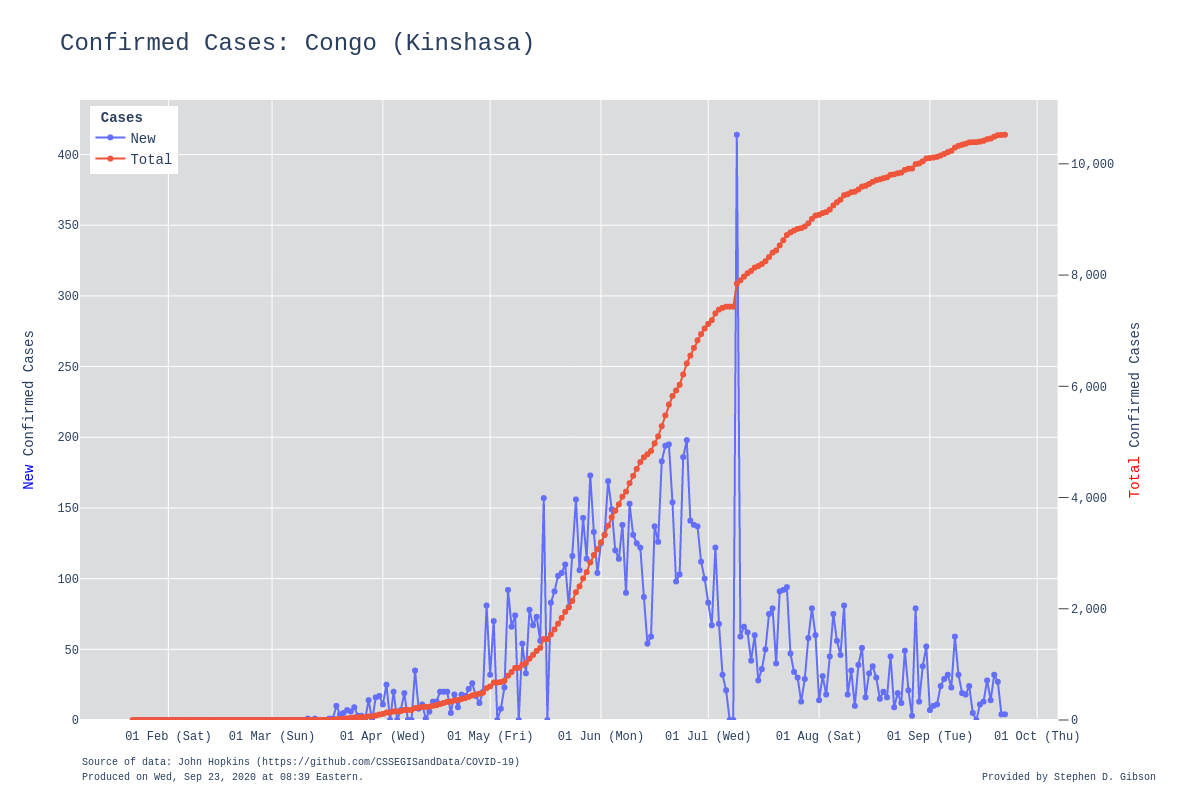 Confirmed Cases: Congo (Kinshasa)
Cases
New
Total
400
350
300
250
200
150
100
50
0
10,000
8,000
6,000
4,000
2,000
0
New Confirmed Cases
Total Confirmed Cases
01 Feb (Sat) 01 Mar (Sun) 01 Apr (Wed) 01 May (Fri) 01 Jun (Mon) 01 Jul (Wed) 01 Aug (Sat) 01 Sep (Tue) 01 Oct (Thu)
Source of data: John Hopkins (https://github.com/CSSEGISandData/COVID-19)
Produced on Wed, Sep 23, 2020 at 08:39 Eastern.
Provided by Stephen D. Gibson